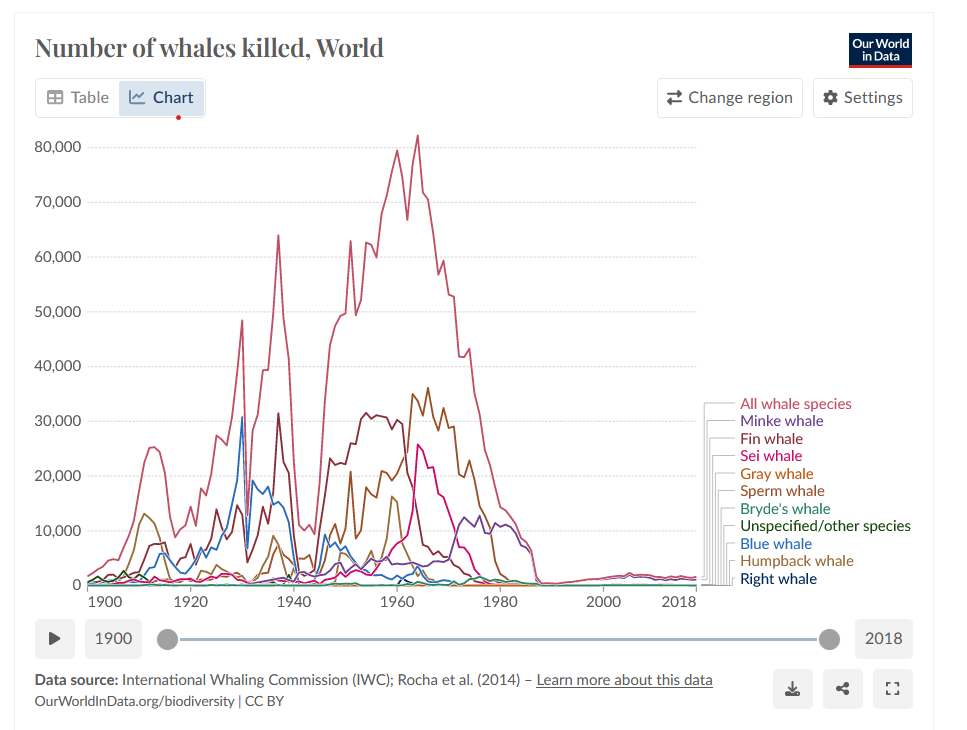 Number of whales killed, World
Our World
in Data
Table
Chart
Change region
Settings
80,000
70,000
60,000
50,000
40,000
30,000
20,000
10,000
0
1900
1920
1940
1960
1980
2000
2018
All whale species
Minke whale
Fin whale
Sei whale
Gray whale
Sperm whale
Bryde's whale
Unspecified/other species
Blue whale
Humpback whale
Right whale
1900
2018
Data source: International Whaling Commission (IWC); Rocha et al. (2014) – Learn more about this data
OurWorldInData.org/biodiversity | CC BY